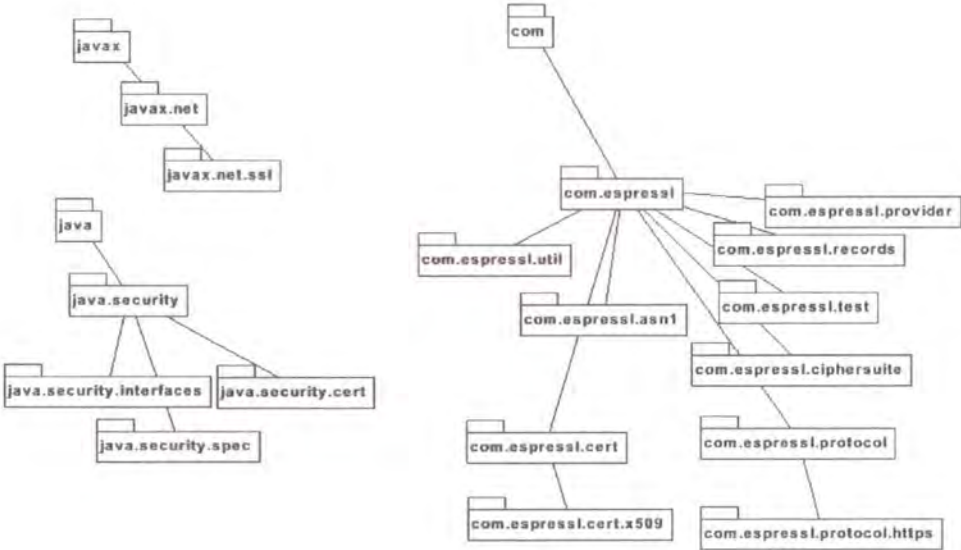 javax
javax.net
javax.net.ssl
java
java.security
java.security.interfaces
java.security.cert
java.security.spec
com
com.espressl
com.espressl.provider
com.espressl.records
com.espressl.util
com.espressl.test
com.espressl.asn1
com.espressl.ciphersuite
com.espressl.cert
com.espressl.protocol
com.espressl.cert.x509
com.espressl.protocol.https